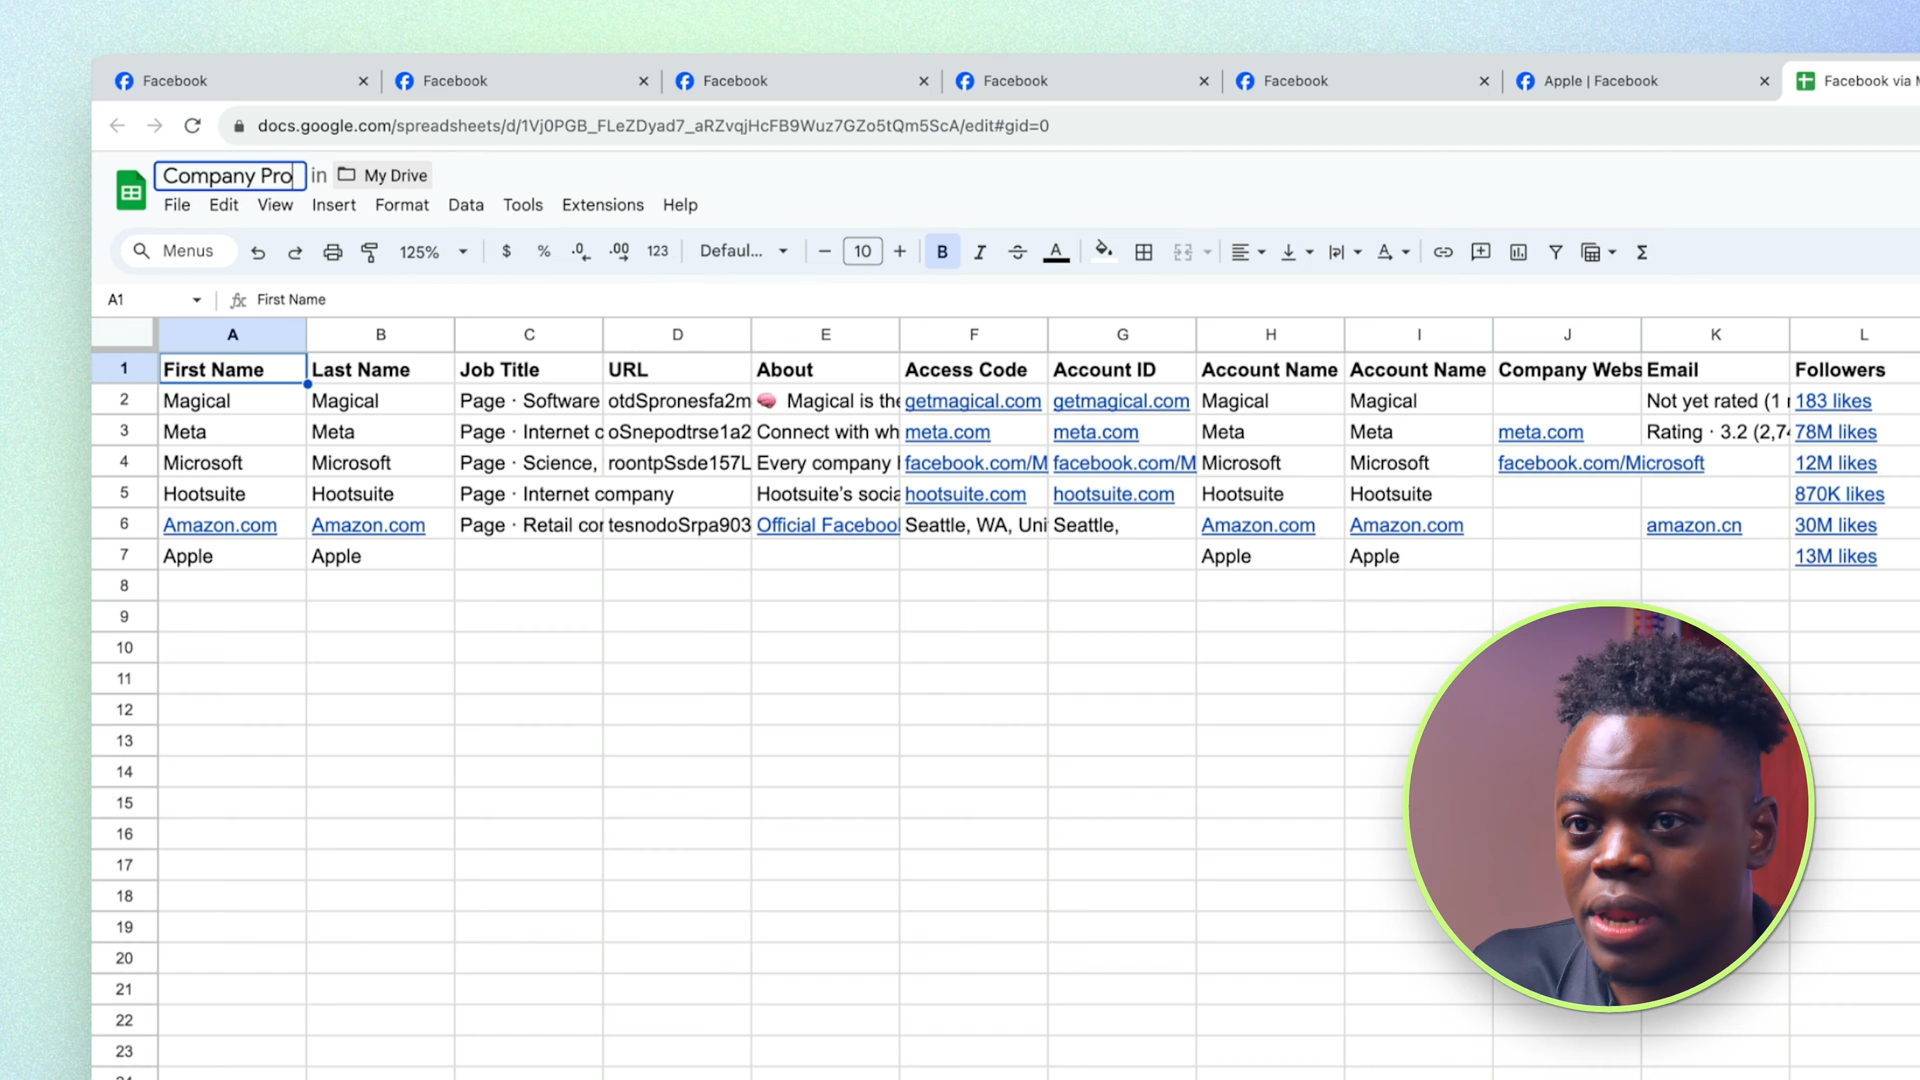 Facebook Facebook Facebook Facebook Facebook Apple | Facebook Facebook via
docs.google.com/spreadsheets/d/1Vj0PGB_FLeZDyad7_aRZvqjHcFB9Wuz7GZo5tQm5ScA/edit#gid=0
Company Pro in My Drive
File Edit View Insert Format Data Tools Extensions Help
Menus 125% $ % .0 .00 123 Defaul... 10 B I A
A1 fx First Name
A B C D E F G H I J K L
1 First Name Last Name Job Title URL About Access Code Account ID Account Name Account Name Company Webs Email Followers
2 Magical Magical Page · Software otdSpronesfa2m 🧠 Magical is the getmagical.com getmagical.com Magical Magical Not yet rated (1 183 likes
3 Meta Meta Page · Internet c oSnepodtrse1a2 Connect with wh meta.com meta.com Meta Meta meta.com Rating · 3.2 (2,74 78M likes
4 Microsoft Microsoft Page · Science, roontpSsde157L Every company facebook.com/M facebook.com/M Microsoft Microsoft facebook.com/Microsoft 12M likes
5 Hootsuite Hootsuite Page · Internet company Hootsuite's socia hootsuite.com hootsuite.com Hootsuite Hootsuite 870K likes
6 Amazon.com Amazon.com Page · Retail cor tesnodoSrpa903 Official Facebool Seattle, WA, Uni Seattle, Amazon.com Amazon.com amazon.cn 30M likes
7 Apple Apple Apple Apple 13M likes
8
9
10
11
12
13
14
15
16
17
18
19
20
21
22
23